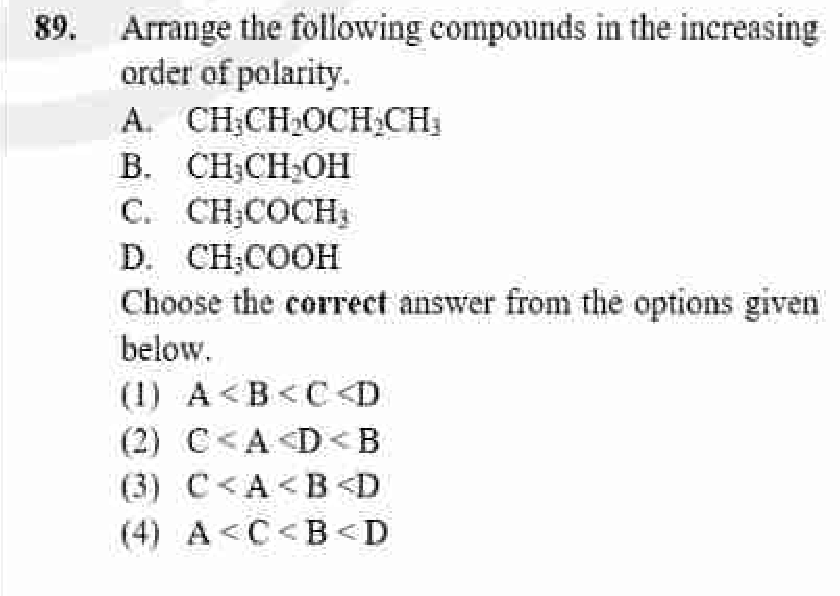 89. Arrange the following compounds in the increasing
order of polarity.
A. CH₃CH₂OCH₂CH₃
B. CH₃CH₂OH
C. CH₃COCH₃
D. CH₃COOH
Choose the correct answer from the options given
below.
(1) A < B < C <D
(2) C < A <D < B
(3) C < A < B <D
(4) A < C < B < D